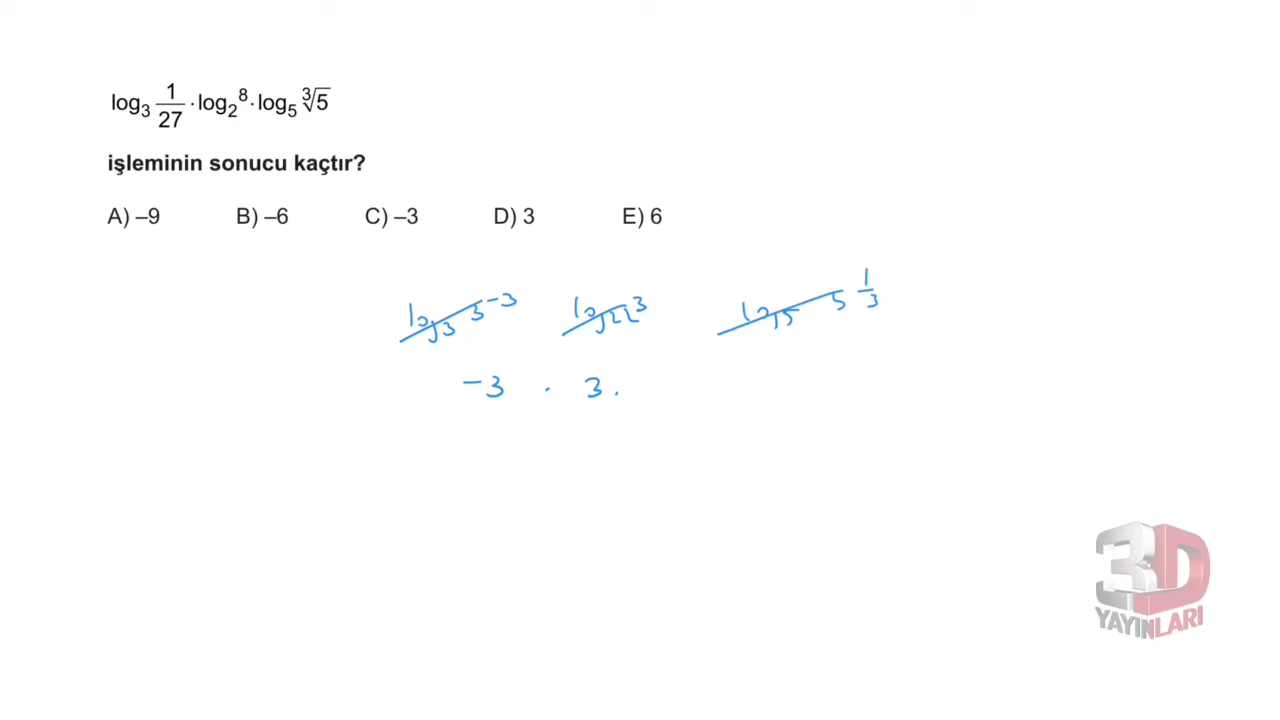 log₃ 1/27 · log₂⁸ · log₅ ∛5
işleminin sonucu kaçtır?
A) –9 B) –6 C) –3 D) 3 E) 6
log₃ 3⁻³ log₂ 2³ log₅ 5^(1/3)
-3 · 3 .
3D
YAYINLARI